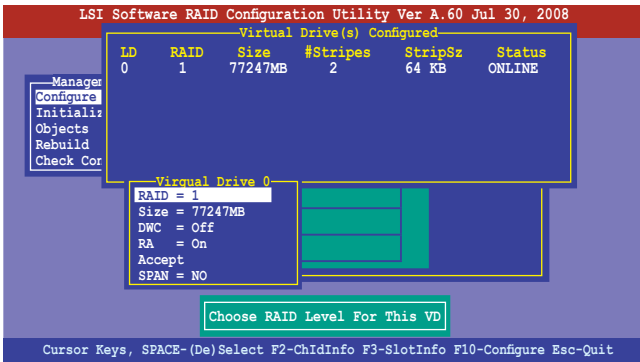 LSI Software RAID Configuration Utility Ver A.60 Jul 30, 2008
Virtual Drive(s) Configured
LD RAID Size #Stripes StripSz Status
0 1 77247MB 2 64 KB ONLINE
Manage
Configure
Initializ
Objects
Rebuild
Check Con
Virgual Drive 0
RAID = 1
Size = 77247MB
DWC = Off
RA = On
Accept
SPAN = NO
Choose RAID Level For This VD
Cursor Keys, SPACE-(De)Select F2-ChIdInfo F3-SlotInfo F10-Configure Esc-Quit